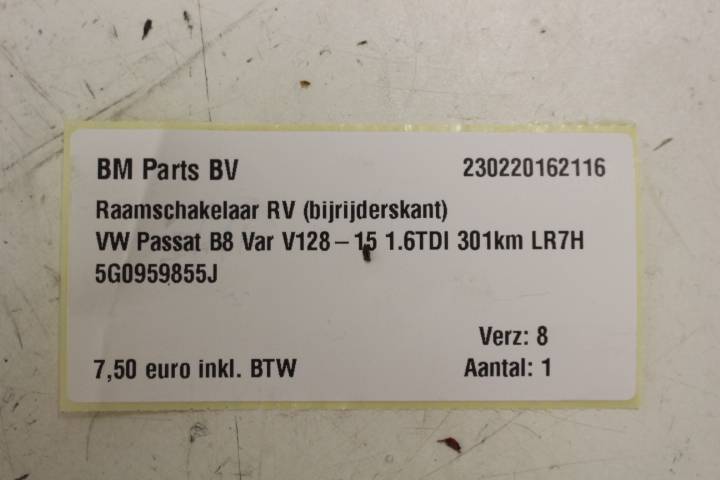 BM Parts BV 230220162116
Raamschakelaar RV (bijrijderskant)
VW Passat B8 Var V128 – 15 1.6TDI 301km LR7H
5G0959855J
Verz: 8
7,50 euro inkl. BTW Aantal: 1